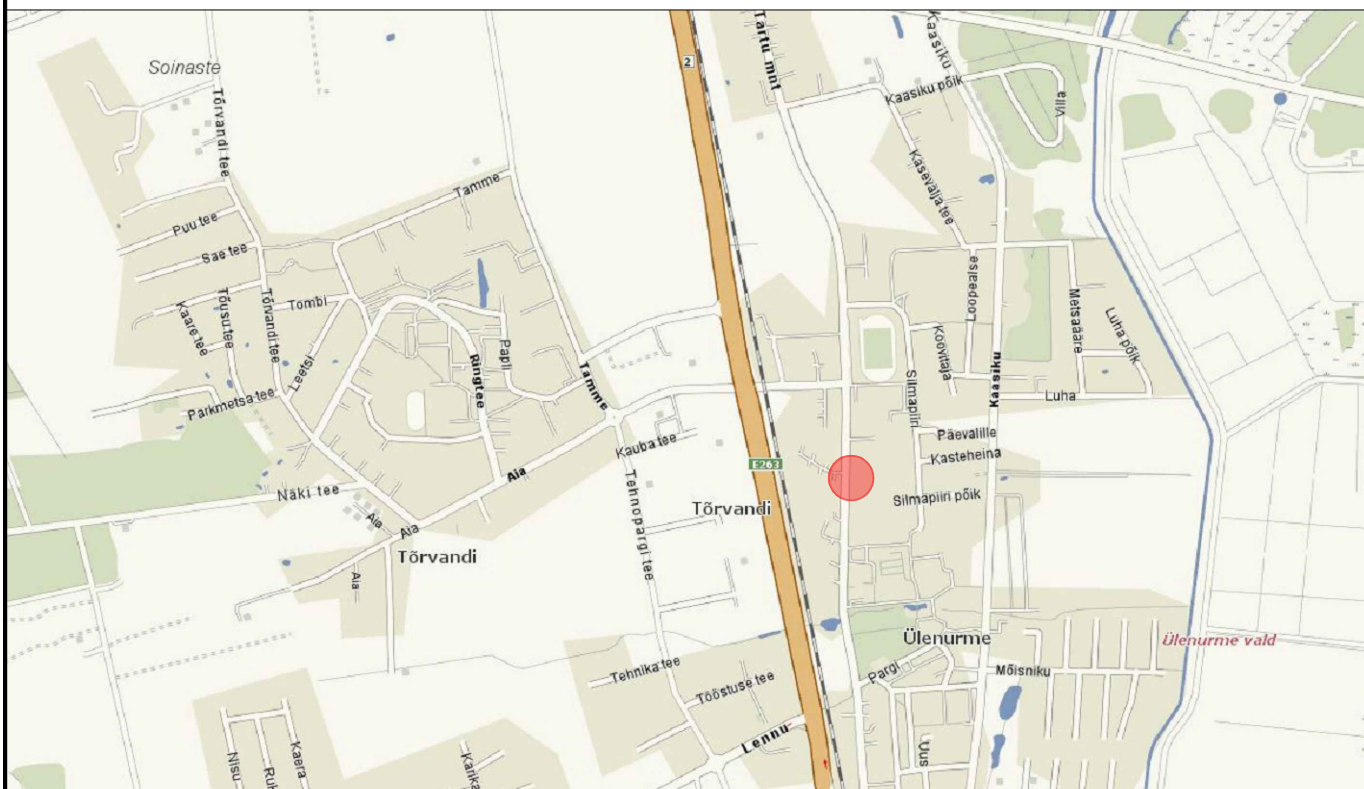 Soinaste
Tõrvandi tee
2
Tartu mnt
Kaasiku
Kaasiku põik
Villa
Kasevälja tee
Tamme
Puu tee
Sae tee
Tombi
Tõusu tee
Kaare tee
Tõrvandi tee
Leetsi
Ringtee
Papli
Tamme
Parkmetsa tee
Loopealse
Koovitaja
Metsaääre
Luha põik
Kaasiku
Luha
Silmapiiri
Päevalille
Kasteheina
Silmapiiri põik
Kauba tee
Aia
E263
Näki tee
Tõrvandi
Aia
Aia
Tõrvandi
Aia
Tehnopargi tee
Ülenurme
Ülenurme vald
Pargi
Mõisniku
Tehnika tee
Tööstuse tee
Lennu
Uus
Nisu
Kaera